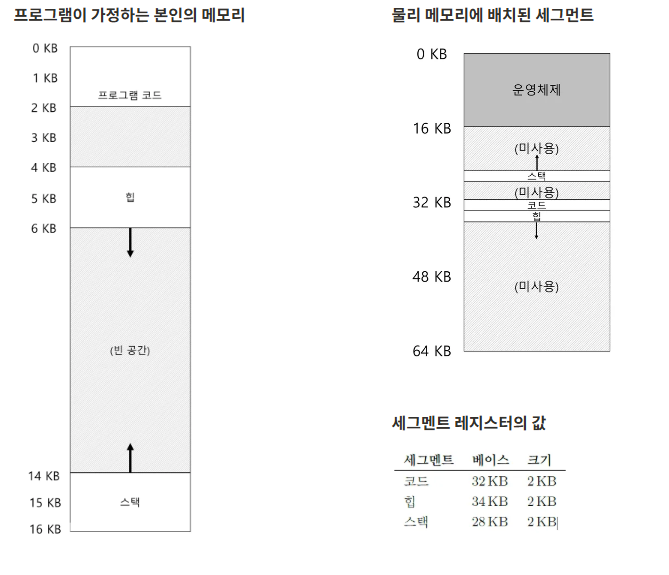 프로그램이 가정하는 본인의 메모리
0 KB
1 KB
프로그램 코드
2 KB
3 KB
4 KB
5 KB
힙
6 KB
(빈 공간)
14 KB
15 KB
스택
16 KB
물리 메모리에 배치된 세그먼트
0 KB
운영체제
16 KB
(미사용)
스택
(미사용)
32 KB
코드
힙
48 KB
(미사용)
64 KB
세그멘트 레지스터의 값
세그멘트 베이스 크기
코드 32 KB 2 KB
힙 34 KB 2 KB
스택 28 KB 2 KB